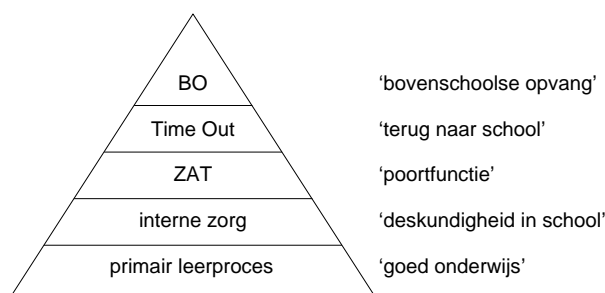 BO ‘bovenschoolse opvang’
Time Out ‘terug naar school’
ZAT ‘poortfunctie’
interne zorg ‘deskundigheid in school’
primair leerproces ‘goed onderwijs’